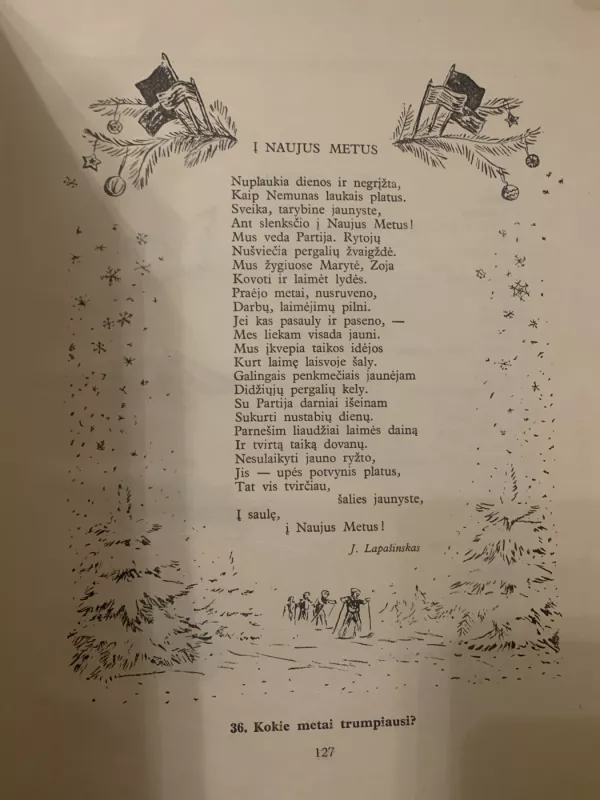 Į NAUJUS METUS
Nuplaukia dienos ir negrįžta,
Kaip Nemunas laukais platus.
Sveika, tarybine jaunyste,
Ant slenksčio į Naujus Metus!
Mus veda Partija. Rytojų
Nušviečia pergalių žvaigždė.
Mus žygiuose Marytė, Zoja
Kovoti ir laimėt lydės.
Praėjo metai, nusruveno,
Darbų, laimėjimų pilni.
Jei kas pasauly ir paseno, —
Mes liekam visada jauni.
Mus įkvepia taikos idėjos
Kurt laimę laisvoje šaly.
Galingais penkmečiais jaunėjam
Didžiųjų pergalių kely.
Su Partija darniai išeinam
Sukurti nustabių dienų.
Parnešim liaudžiai laimės dainą
Ir tvirtą taiką dovanų.
Nesulaikyti jauno ryžto,
Jis — upės potvynis platus,
Tat vis tvirčiau,
šalies jaunyste,
Į saulę,
į Naujus Metus!
J. Lapašinskas
36. Kokie metai trumpiausi?
127